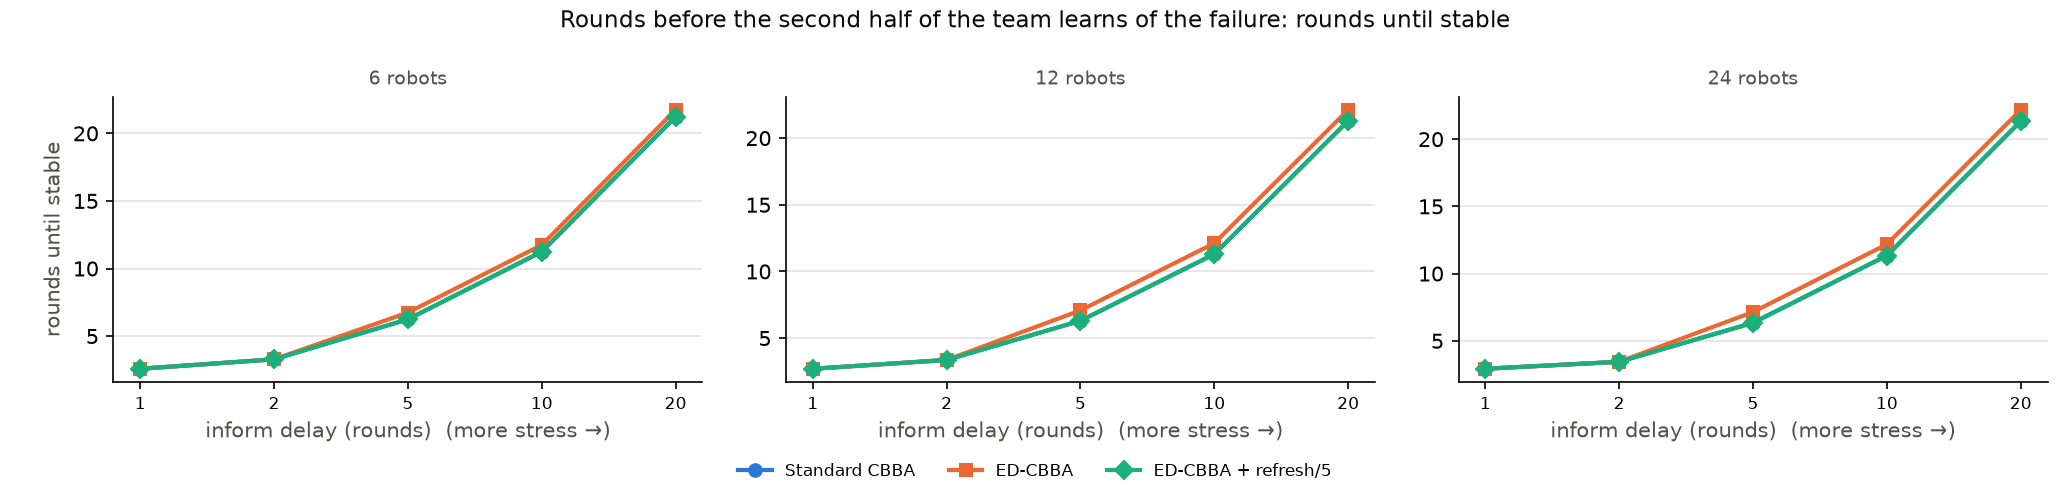 Rounds before the second half of the team learns of the failure: rounds until stable
6 robots
12 robots
24 robots
rounds until stable
20
15
10
5
1 2 5 10 20
inform delay (rounds) (more stress →)
20
15
10
5
1 2 5 10 20
inform delay (rounds) (more stress →)
20
15
10
5
1 2 5 10 20
inform delay (rounds) (more stress →)
Standard CBBA
ED-CBBA
ED-CBBA + refresh/5